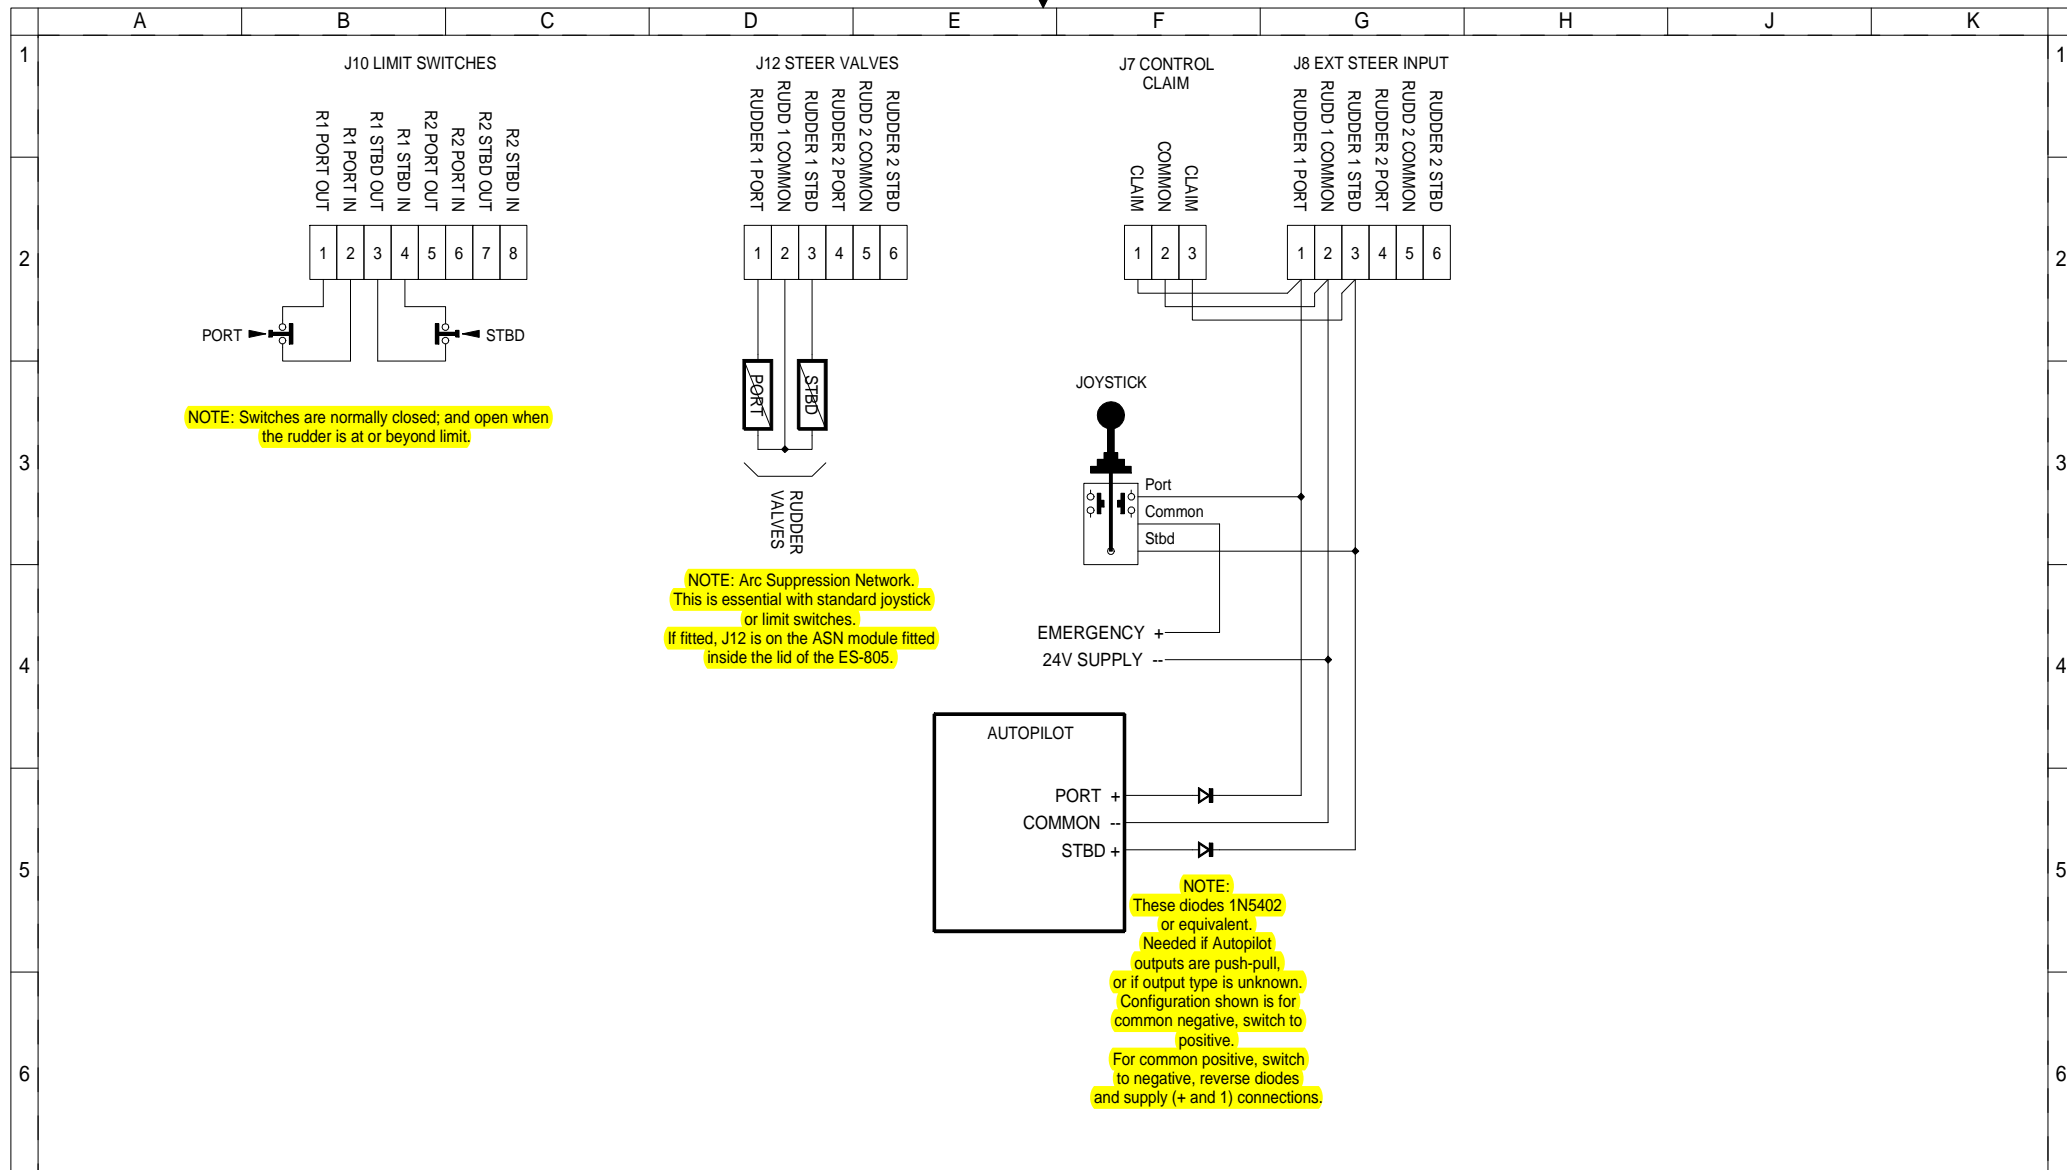 A B C D E F G H J K
1 1
J10 LIMIT SWITCHES
R1 PORT OUT
R1 PORT IN
R1 STBD OUT
R1 STBD IN
R2 PORT OUT
R2 PORT IN
R2 STBD OUT
R2 STBD IN
1 2 3 4 5 6 7 8
PORT
STBD
NOTE: Switches are normally closed; and open when
the rudder is at or beyond limit.
J12 STEER VALVES
RUDDER 1 PORT
RUDD 1 COMMON
RUDDER 1 STBD
RUDDER 2 PORT
RUDD 2 COMMON
RUDDER 2 STBD
1 2 3 4 5 6
PORT
STBD
RUDDER
VALVES
NOTE: Arc Suppression Network.
This is essential with standard joystick
or limit switches.
If fitted, J12 is on the ASN module fitted
inside the lid of the ES-805.
J7 CONTROL
CLAIM
CLAIM
COMMON
CLAIM
1 2 3
J8 EXT STEER INPUT
RUDDER 1 PORT
RUDD 1 COMMON
RUDDER 1 STBD
RUDDER 2 PORT
RUDD 2 COMMON
RUDDER 2 STBD
1 2 3 4 5 6
2 2
JOYSTICK
Port
Common
Stbd
3 3
EMERGENCY +
24V SUPPLY --
4 4
AUTOPILOT
PORT +
COMMON --
STBD +
5 5
NOTE:
These diodes 1N5402
or equivalent.
Needed if Autopilot
outputs are push-pull,
or if output type is unknown.
Configuration shown is for
common negative, switch to
positive.
For common positive, switch
to negative, reverse diodes
and supply (+ and 1) connections.
6 6